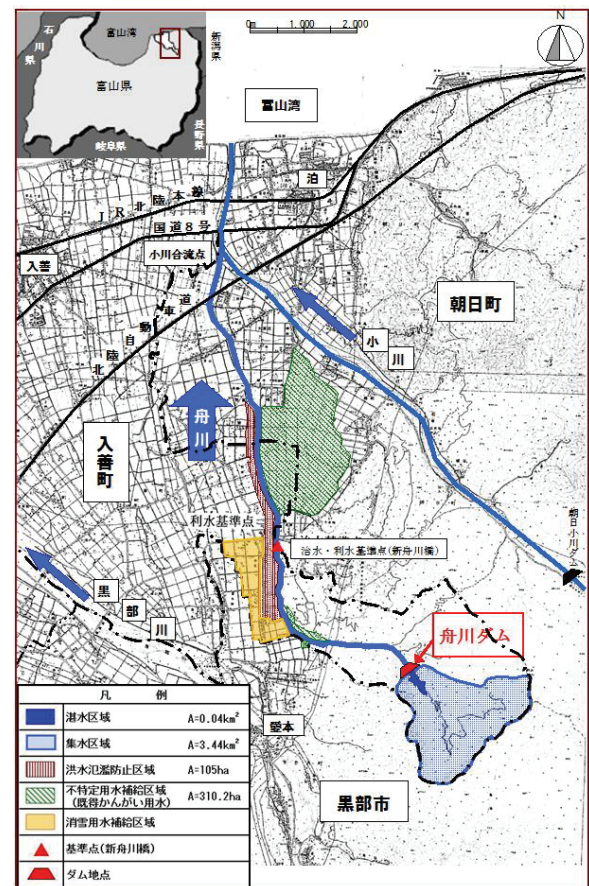 石川県
富山湾
新潟県
富山県
長野県
岐阜県
0m 1,000 2,000
N
富山湾
泊
JR北陸本線
国道8号
入善
小川合流点
北陸自動車道
朝日町
小川
舟川
入善町
利水基準点
朝日小川ダム
治水・利水基準点(新舟川橋)
黒部川
舟川ダム
愛本
黒部市
凡 例
湛水区域 A=0.04km²
集水区域 A=3.44km²
洪水氾濫防止区域 A=105ha
不特定用水補給区域 A=310.2ha
(既得かんがい用水)
消雪用水補給区域
基準点(新舟川橋)
ダム地点